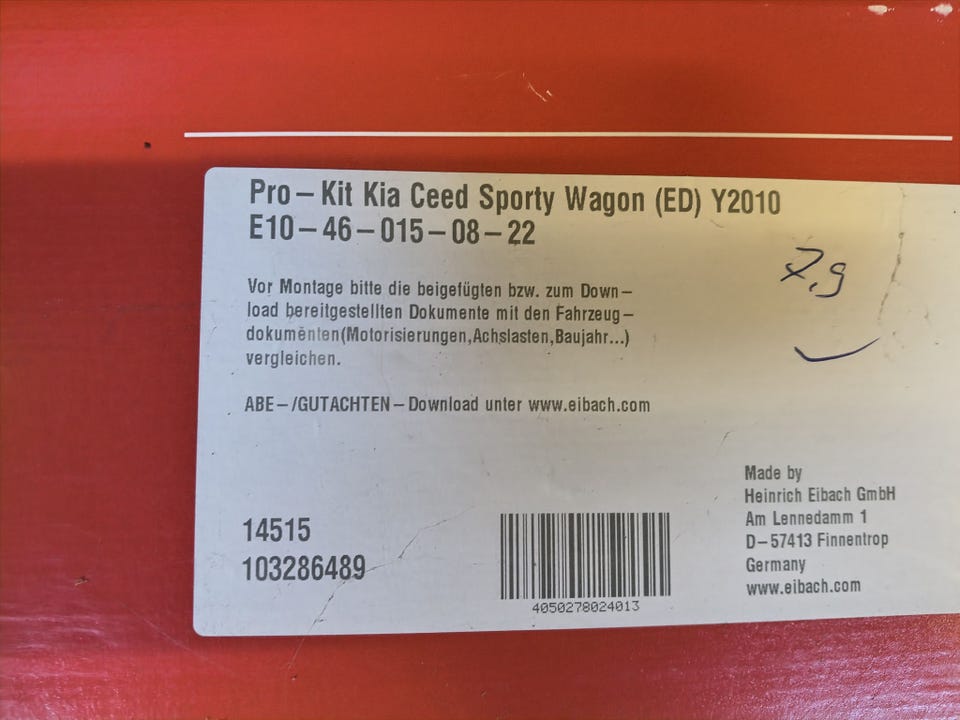 Pro-Kit Kia Ceed Sporty Wagon (ED) Y2010
E10-46-015-08-22
7,9
Vor Montage bitte die beigefügten bzw. zum Down-
load bereitgestellten Dokumente mit den Fahrzeug-
dokumenten(Motorisierungen,Achslasten,Baujahr...)
vergleichen.
ABE-/GUTACHTEN-Download unter www.eibach.com
14515
103286489
4050278024013
Made by
Heinrich Eibach GmbH
Am Lennedamm 1
D-57413 Finnentrop
Germany
www.eibach.com